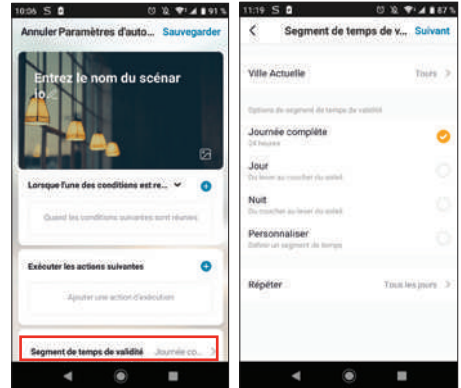 10:06 S
91 %
Annuler Paramètres d'auto... Sauvegarder
Entrez le nom du scénar
io.
Lorsque l'une des conditions est re...
Quand les conditions suivantes sont réunies.
Exécuter les actions suivantes
Ajouter une action d'exécution
Segment de temps de validité Journée co... >
11:19 S
87 %
< Segment de temps de v... Suivant
Ville Actuelle Tours >
Options de segment de temps de validité
Journée complète
24 heures
Jour
Du lever au coucher du soleil
Nuit
Du coucher au lever du soleil
Personnaliser
Définir un segment de temps
Répéter Tous les jours >